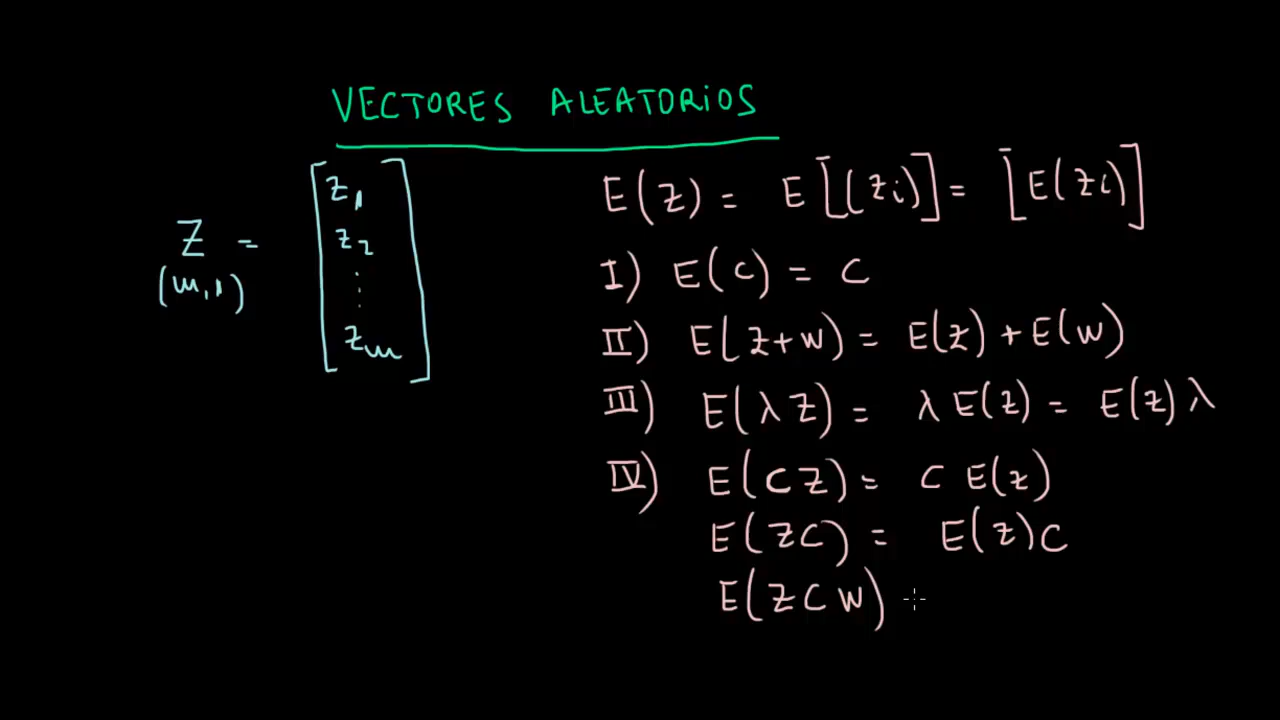 VECTORES ALEATORIOS
Z =
(m,1)
[z1
z2
⋮
zm]
E(Z) = E[(zi)] = [E(zi)]
I) E(C) = C
II) E(Z+W) = E(Z) + E(W)
III) E(λZ) = λE(Z) = E(Z)λ
IV) E(CZ) = C E(Z)
E(ZC) = E(Z)C
E(ZCW)